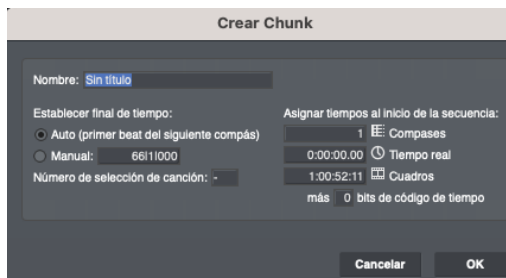 Crear Chunk
Nombre: Sin título
Establecer final de tiempo:
Auto (primer beat del siguiente compás)
Manual: 66|1|000
Número de selección de canción: -
Asignar tiempos al inicio de la secuencia:
1 Compases
0:00:00.00 Tiempo real
1:00:52:11 Cuadros
más 0 bits de código de tiempo
Cancelar OK